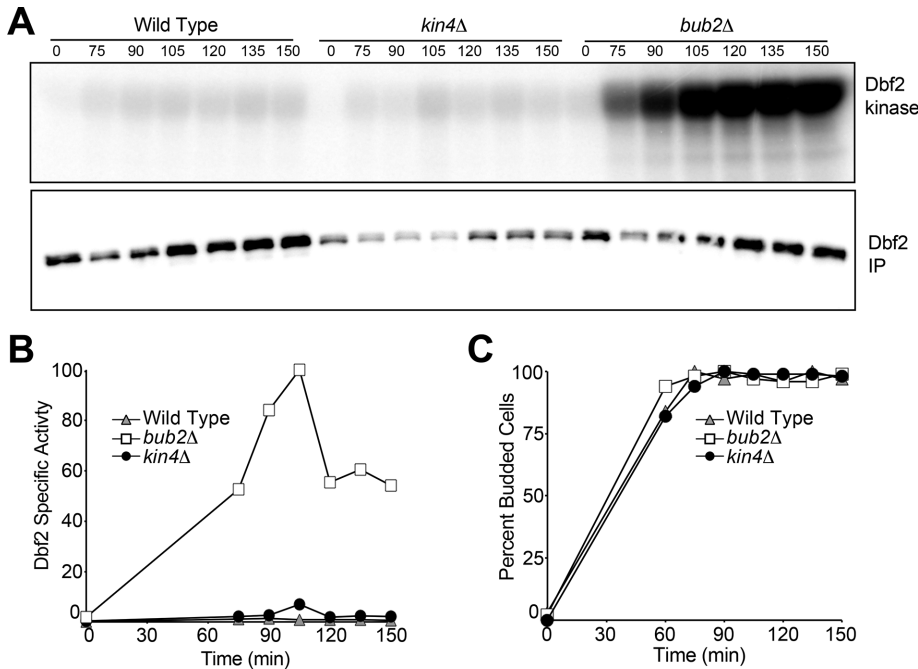 A
Wild Type kin4Δ bub2Δ
0 75 90 105 120 135 150 0 75 90 105 120 135 150 0 75 90 120 135 150
105
Dbf2
kinase
Dbf2
IP
B
100
80
60
40
20
0
Dbf2 Specific Activty
Wild Type
bub2Δ
kin4Δ
0 30 60 90 120 150
Time (min)
C
100
75
50
25
0
Percent Budded Cells
Wild Type
bub2Δ
kin4Δ
0 30 60 90 120 150
Time (min)